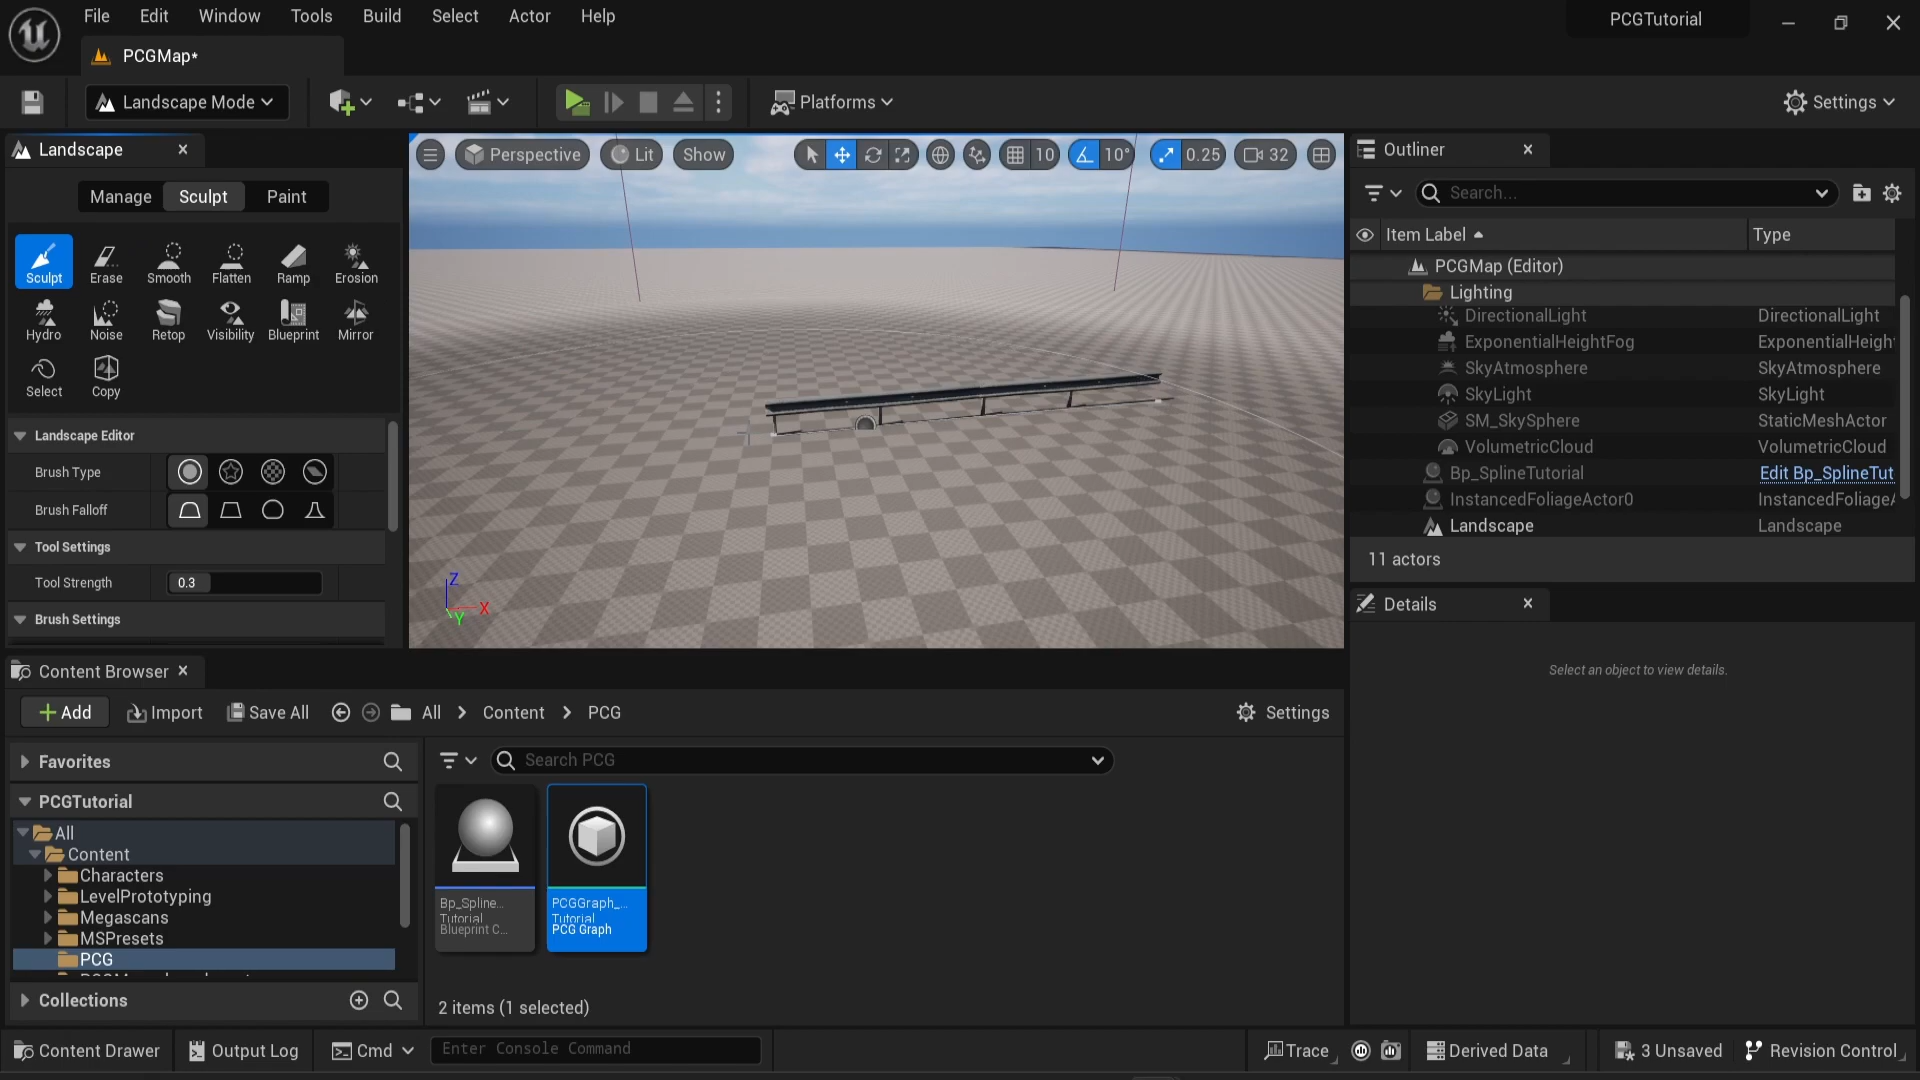 File Edit Window Tools Build Select Actor Help
PCGTutorial
PCGMap*
Landscape Mode
Platforms
Settings
Landscape
Manage Sculpt Paint
Sculpt Erase Smooth Flatten Ramp Erosion
Hydro Noise Retop Visibility Blueprint Mirror
Select Copy
Landscape Editor
Brush Type
Brush Falloff
Tool Settings
Tool Strength 0.3
Brush Settings
Perspective Lit Show 10 10° 0.25 32
Z
X
Y
Outliner
Search...
Item Label Type
PCGMap (Editor)
Lighting
DirectionalLight DirectionalLight
ExponentialHeightFog ExponentialHeigh
SkyAtmosphere SkyAtmosphere
SkyLight SkyLight
SM_SkySphere StaticMeshActor
VolumetricCloud VolumetricCloud
Bp_SplineTutorial Edit Bp_SplineTut
InstancedFoliageActor0 InstancedFoliageA
Landscape Landscape
11 actors
Details
Select an object to view details.
Content Browser
Add Import Save All All Content PCG Settings
Favorites
PCGTutorial
All
Content
Characters
LevelPrototyping
Megascans
MSPresets
PCG
Collections
Search PCG
Bp_Spline...
Tutorial
Blueprint C...
PCGGraph_...
Tutorial
PCG Graph
2 items (1 selected)
Content Drawer Output Log Cmd Enter Console Command Trace Derived Data 3 Unsaved Revision Control